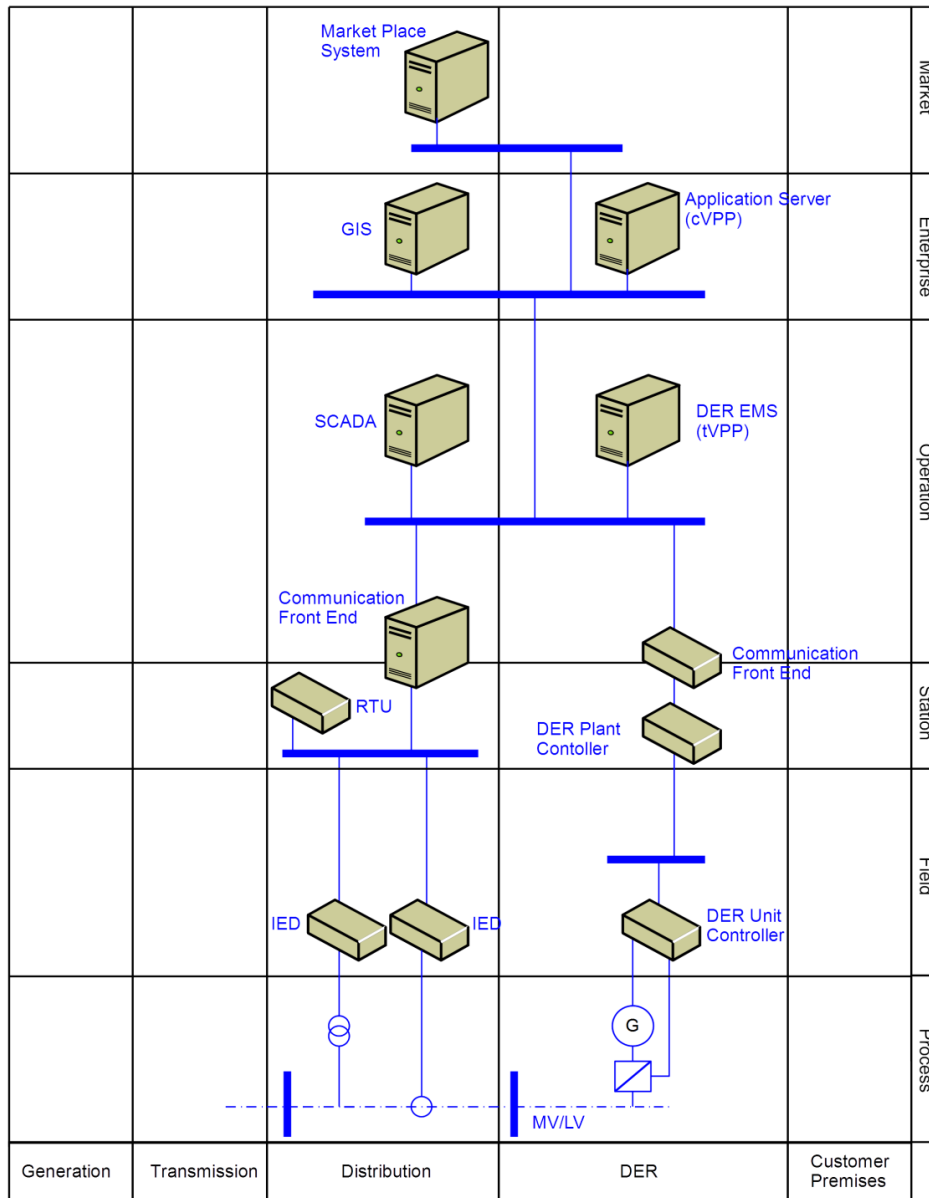 Market Place
System
Market
GIS
Application Server
(cVPP)
Enterprise
SCADA
DER EMS
(tVPP)
Operation
Communication
Front End
Communication
Front End
RTU
DER Plant
Contoller
Station
IED
IED
DER Unit
Controller
Field
G
MV/LV
Process
Generation
Transmission
Distribution
DER
Customer
Premises